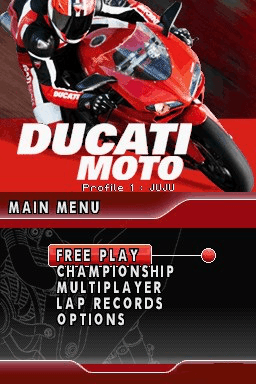 DUCATI
DUCATI
MOTO
Profile 1 : JUJU
MAIN MENU
FREE PLAY
CHAMPIONSHIP
MULTIPLAYER
LAP RECORDS
OPTIONS